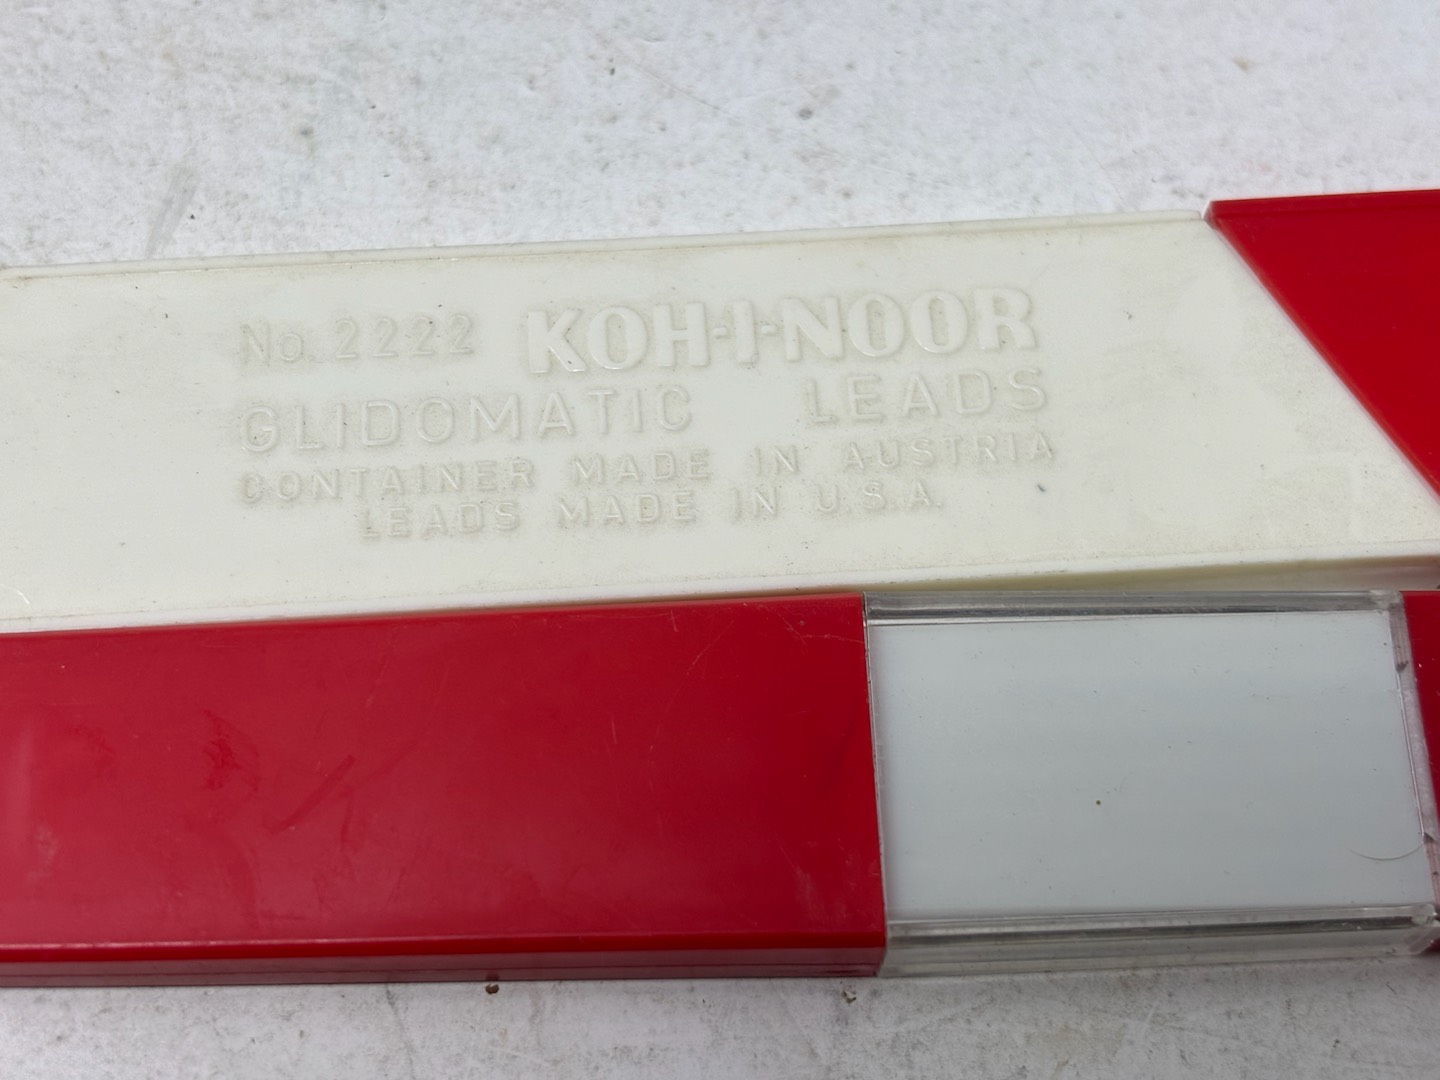 No. 2222 KOH-I-NOOR
GLIDOMATIC LEADS
CONTAINER MADE IN AUSTRIA
LEADS MADE IN U.S.A.